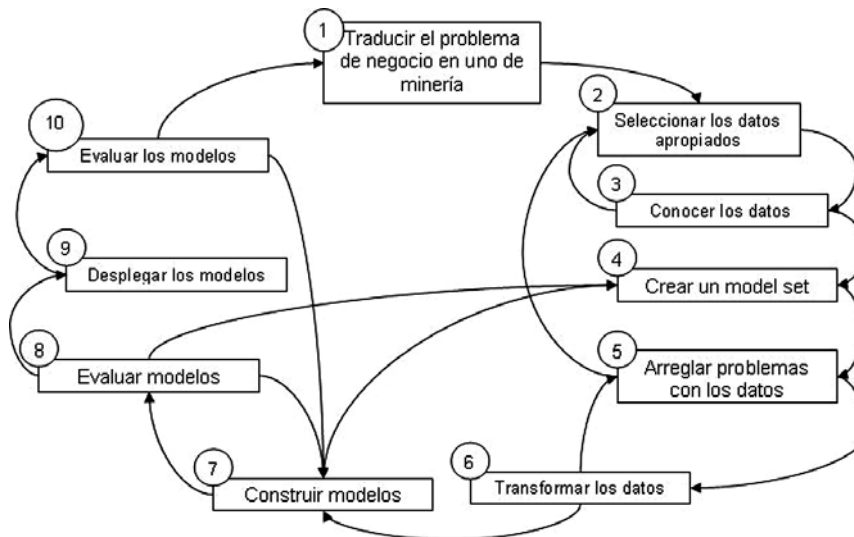 1
Traducir el problema
de negocio en uno de
minería
2
Seleccionar los datos
apropiados
3
Conocer los datos
4
Crear un model set
5
Arreglar problemas
con los datos
6
Transformar los datos
7
Construir modelos
8
Evaluar modelos
9
Desplegar los modelos
10
Evaluar los modelos